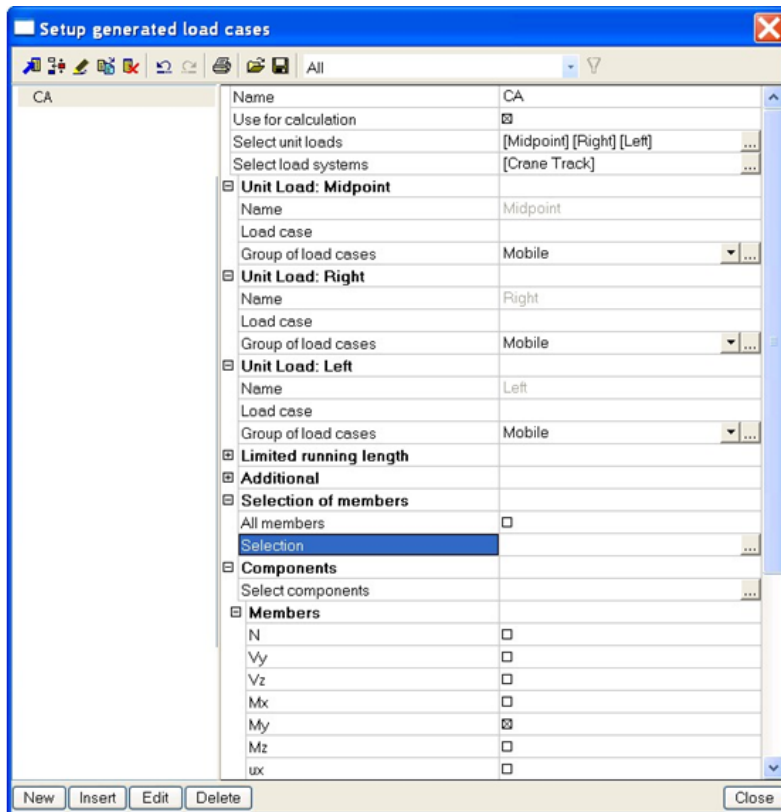 Setup generated load cases
All
CA
Name CA
Use for calculation
Select unit loads [Midpoint] [Right] [Left] ...
Select load systems [Crane Track] ...
Unit Load: Midpoint
Name Midpoint
Load case
Group of load cases Mobile ...
Unit Load: Right
Name Right
Load case
Group of load cases Mobile ...
Unit Load: Left
Name Left
Load case
Group of load cases Mobile ...
Limited running length
Additional
Selection of members
All members
Selection ...
Components
Select components ...
Members
N
Vy
Vz
Mx
My
Mz
ux
New Insert Edit Delete Close